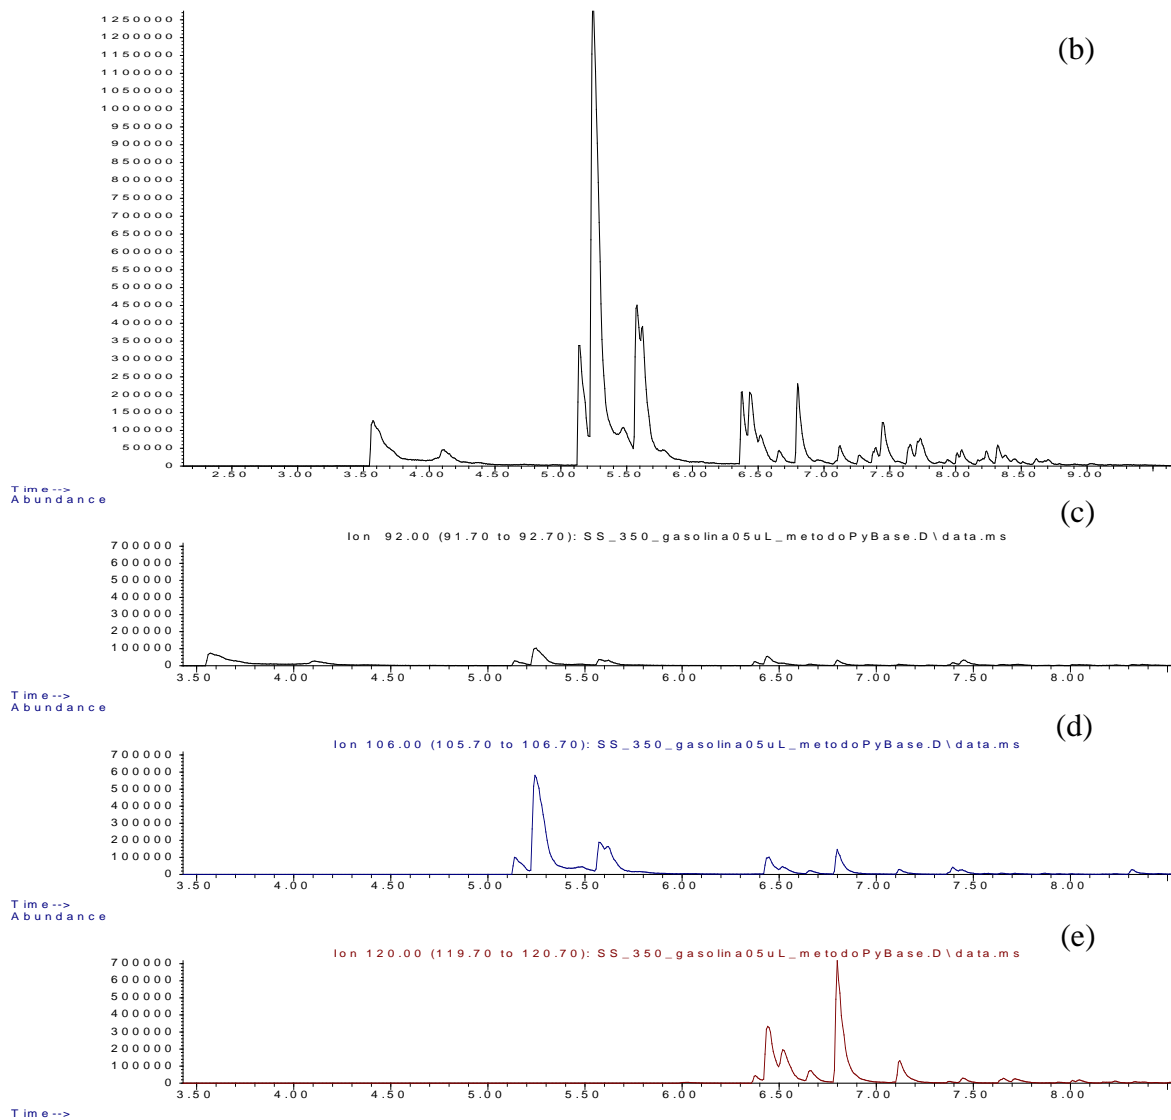 1250000
(b)
1200000
1150000
1100000
1050000
1000000
950000
900000
850000
800000
750000
700000
650000
600000
550000
500000
450000
400000
350000
300000
250000
200000
150000
100000
50000
0
2.50 3.00 3.50 4.00 4.50 5.00 5.50 6.00 6.50 7.00 7.50 8.00 8.50 9.00
Time-->
Abundance
(c)
Ion 92.00 (91.70 to 92.70): SS_350_gasolina05uL_metodoPyBase.D\data.ms
700000
600000
500000
400000
300000
200000
100000
0
3.50 4.00 4.50 5.00 5.50 6.00 6.50 7.00 7.50 8.00
Time-->
Abundance
(d)
Ion 106.00 (105.70 to 106.70): SS_350_gasolina05uL_metodoPyBase.D\data.ms
700000
600000
500000
400000
300000
200000
100000
0
3.50 4.00 4.50 5.00 5.50 6.00 6.50 7.00 7.50 8.00
Time-->
Abundance
(e)
Ion 120.00 (119.70 to 120.70): SS_350_gasolina05uL_metodoPyBase.D\data.ms
700000
600000
500000
400000
300000
200000
100000
0
3.50 4.00 4.50 5.00 5.50 6.00 6.50 7.00 7.50 8.00
Time-->